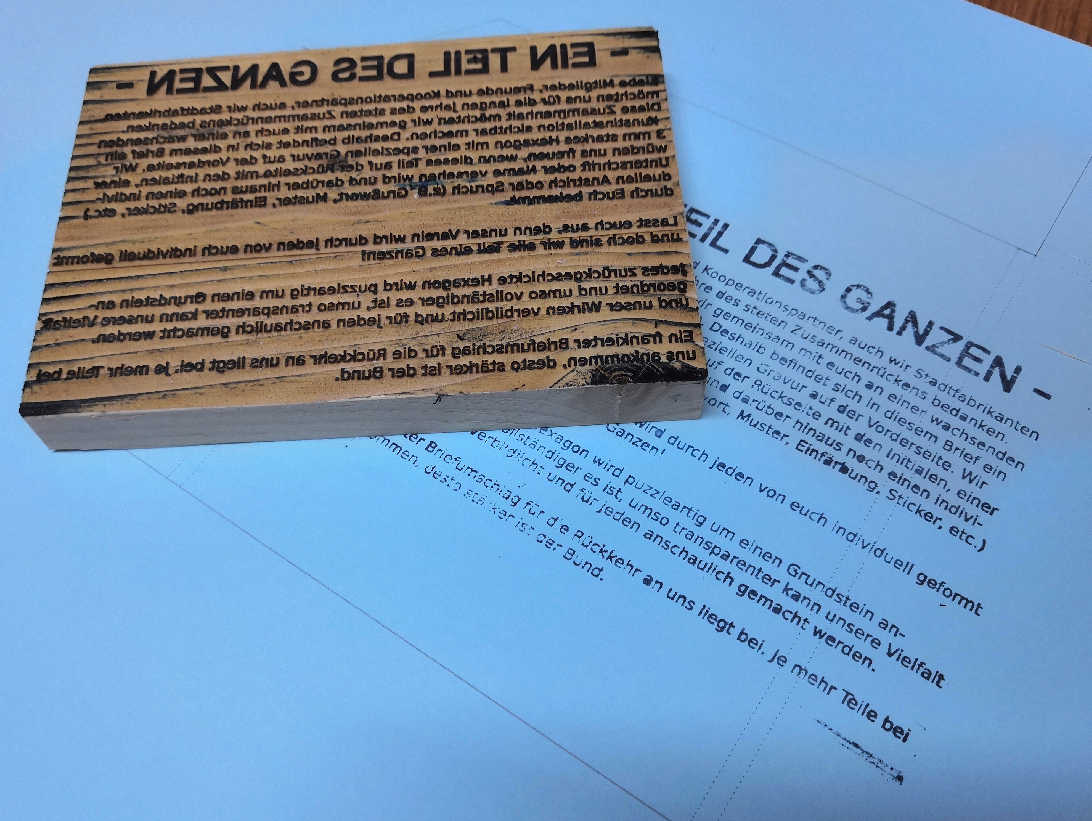 - EIN TEIL DES GANZEN -
Liebe Mitglieder, Freunde und Kooperationspartner, auch wir Stadtfabrikanten
möchten uns für die langen Jahre des steten Zusammenrückens bedanken.
Diese Zusammenhalt möchten wir gemeinsam mit euch an einer wachsenden
Kunstinstallation sichtbar machen. Deshalb befindet sich in diesem Brief ein
3 mm starkes Hexagon mit einer speziellen Gravur auf der Vorderseite. Wir
würden uns freuen, wenn dieses Teil auf der Rückseite mit den Initialen, einer
Unterschrift oder Name versehen wird und darüber hinaus noch einen indivi-
duellen Anstrich oder Spruch (z.B. Grußwort, Muster, Einfärbung, Sticker, etc.)
durch Euch bekommt.
Lasst euch aus, denn unser Verein wird durch jeden von euch individuell geformt
und doch sind wir alle Teil eines Ganzen!
Jedes zurückgeschickte Hexagon wird puzzleartig um einen Grundstein an-
geordnet und umso vollständiger es ist, umso transparenter kann unsere Vielfalt
und unser Wirken verbildlicht und für jeden anschaulich gemacht werden.
Ein frankierter Briefumschlag für die Rückkehr an uns liegt bei. Je mehr Teile bei
uns ankommen, desto stärker ist der Bund.
TEIL DES GANZEN -
d Kooperationspartner, auch wir Stadtfabrikanten
re des steten Zusammenrückens bedanken.
wir gemeinsam mit euch an einer wachsenden
Deshalb befindet sich in diesem Brief ein
eziellen Gravur auf der Vorderseite. Wir
uf der Rückseite mit den Initialen, einer
nd darüber hinaus noch einen indivi-
wort, Muster, Einfärbung, Sticker, etc.)
wird durch jeden von euch individuell geformt
Ganzen!
exagon wird puzzleartig um einen Grundstein an-
ollständiger es ist, umso transparenter kann unsere Vielfalt
verbildlicht und für jeden anschaulich gemacht werden.
ter Briefumschlag für die Rückkehr an uns liegt bei. Je mehr Teile bei
ommen, desto stärker ist der Bund.